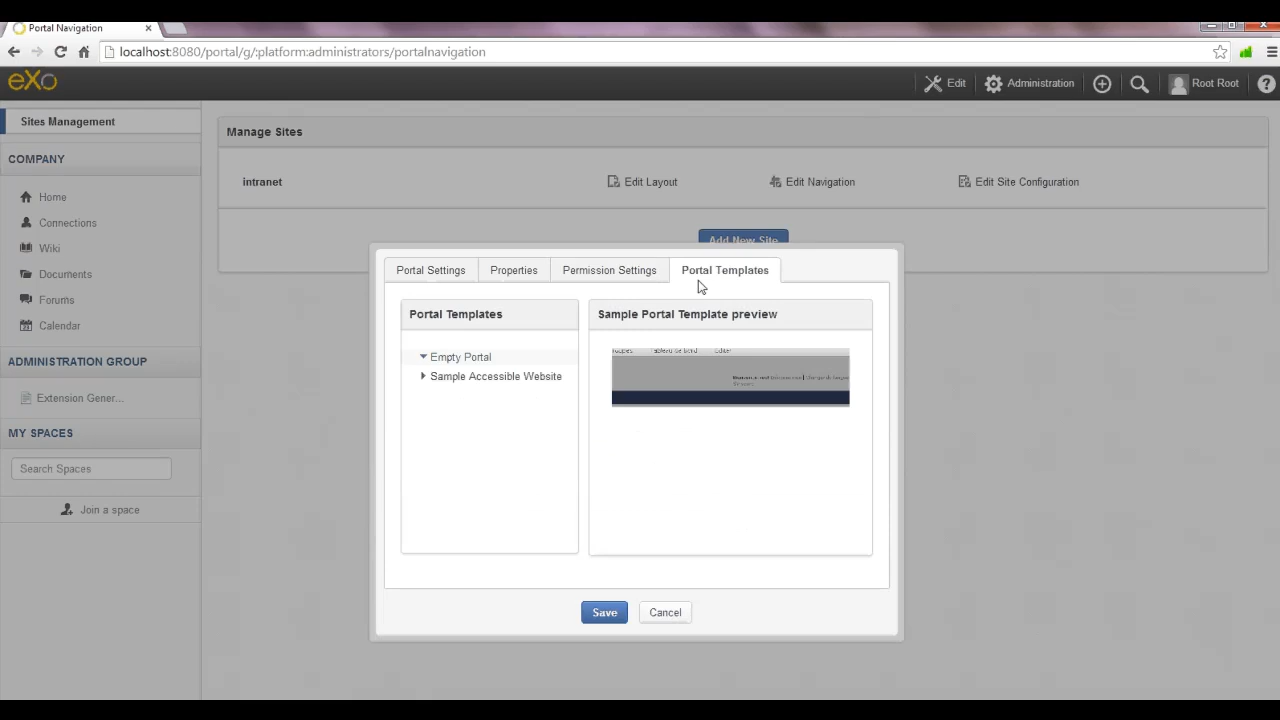 Portal Navigation
localhost:8080/portal/g/:platform:administrators/portalnavigation
eXo
Edit
Administration
Root Root
Sites Management
COMPANY
Home
Connections
Wiki
Documents
Forums
Calendar
ADMINISTRATION GROUP
Extension Gener...
MY SPACES
Search Spaces
Join a space
Manage Sites
intranet
Edit Layout
Edit Navigation
Edit Site Configuration
Add New Site
Portal Settings
Properties
Permission Settings
Portal Templates
Portal Templates
Empty Portal
Sample Accessible Website
Sample Portal Template preview
Save
Cancel